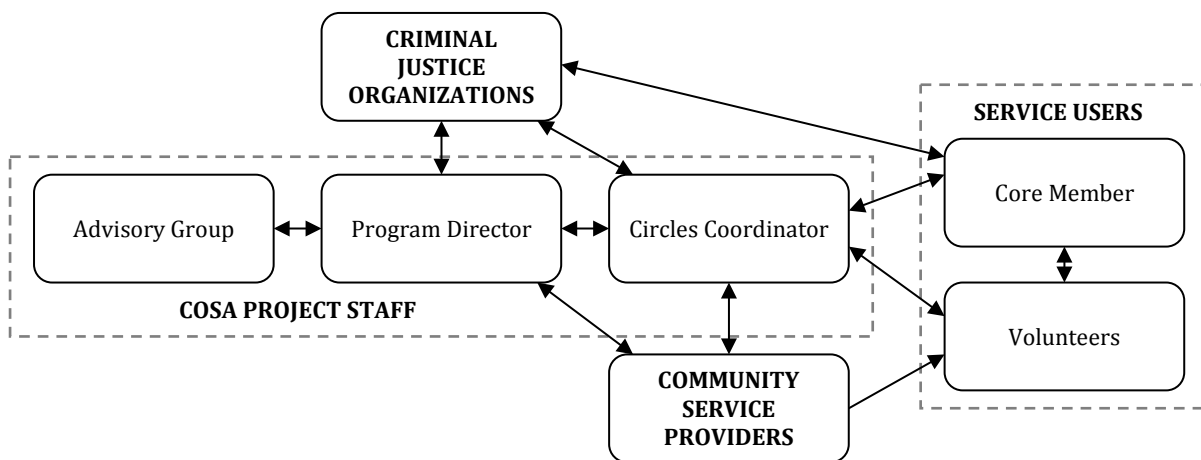 CRIMINAL
JUSTICE
ORGANIZATIONS
SERVICE USERS
Advisory Group
Program Director
Circles Coordinator
Core Member
COSA PROJECT STAFF
Volunteers
COMMUNITY
SERVICE
PROVIDERS